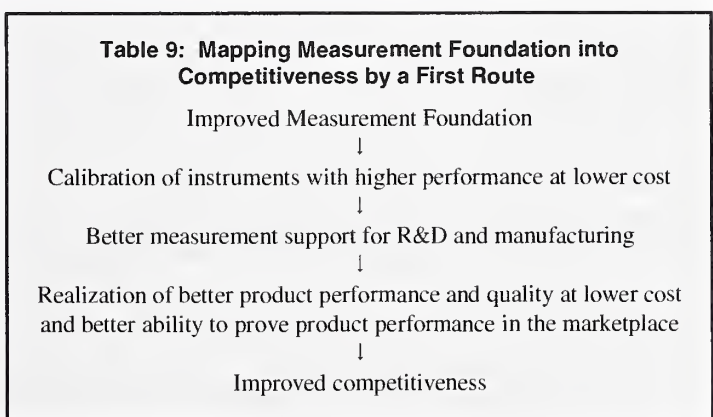 Table 9: Mapping Measurement Foundation into
Competitiveness by a First Route
Improved Measurement Foundation
↓
Calibration of instruments with higher performance at lower cost
↓
Better measurement support for R&D and manufacturing
↓
Realization of better product performance and quality at lower cost
and better ability to prove product performance in the marketplace
↓
Improved competitiveness